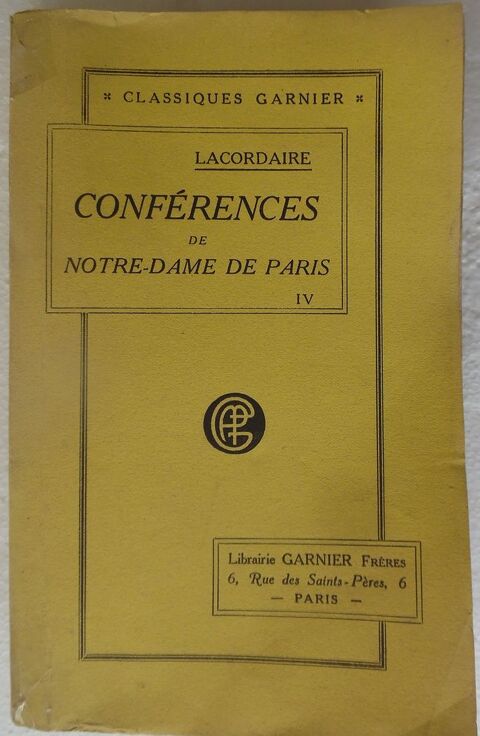 CLASSIQUES GARNIER
LACORDAIRE
CONFÉRENCES
DE
NOTRE-DAME DE PARIS
IV
Librairie GARNIER FRÈRES
6, Rue des Saints-Pères, 6
— PARIS —